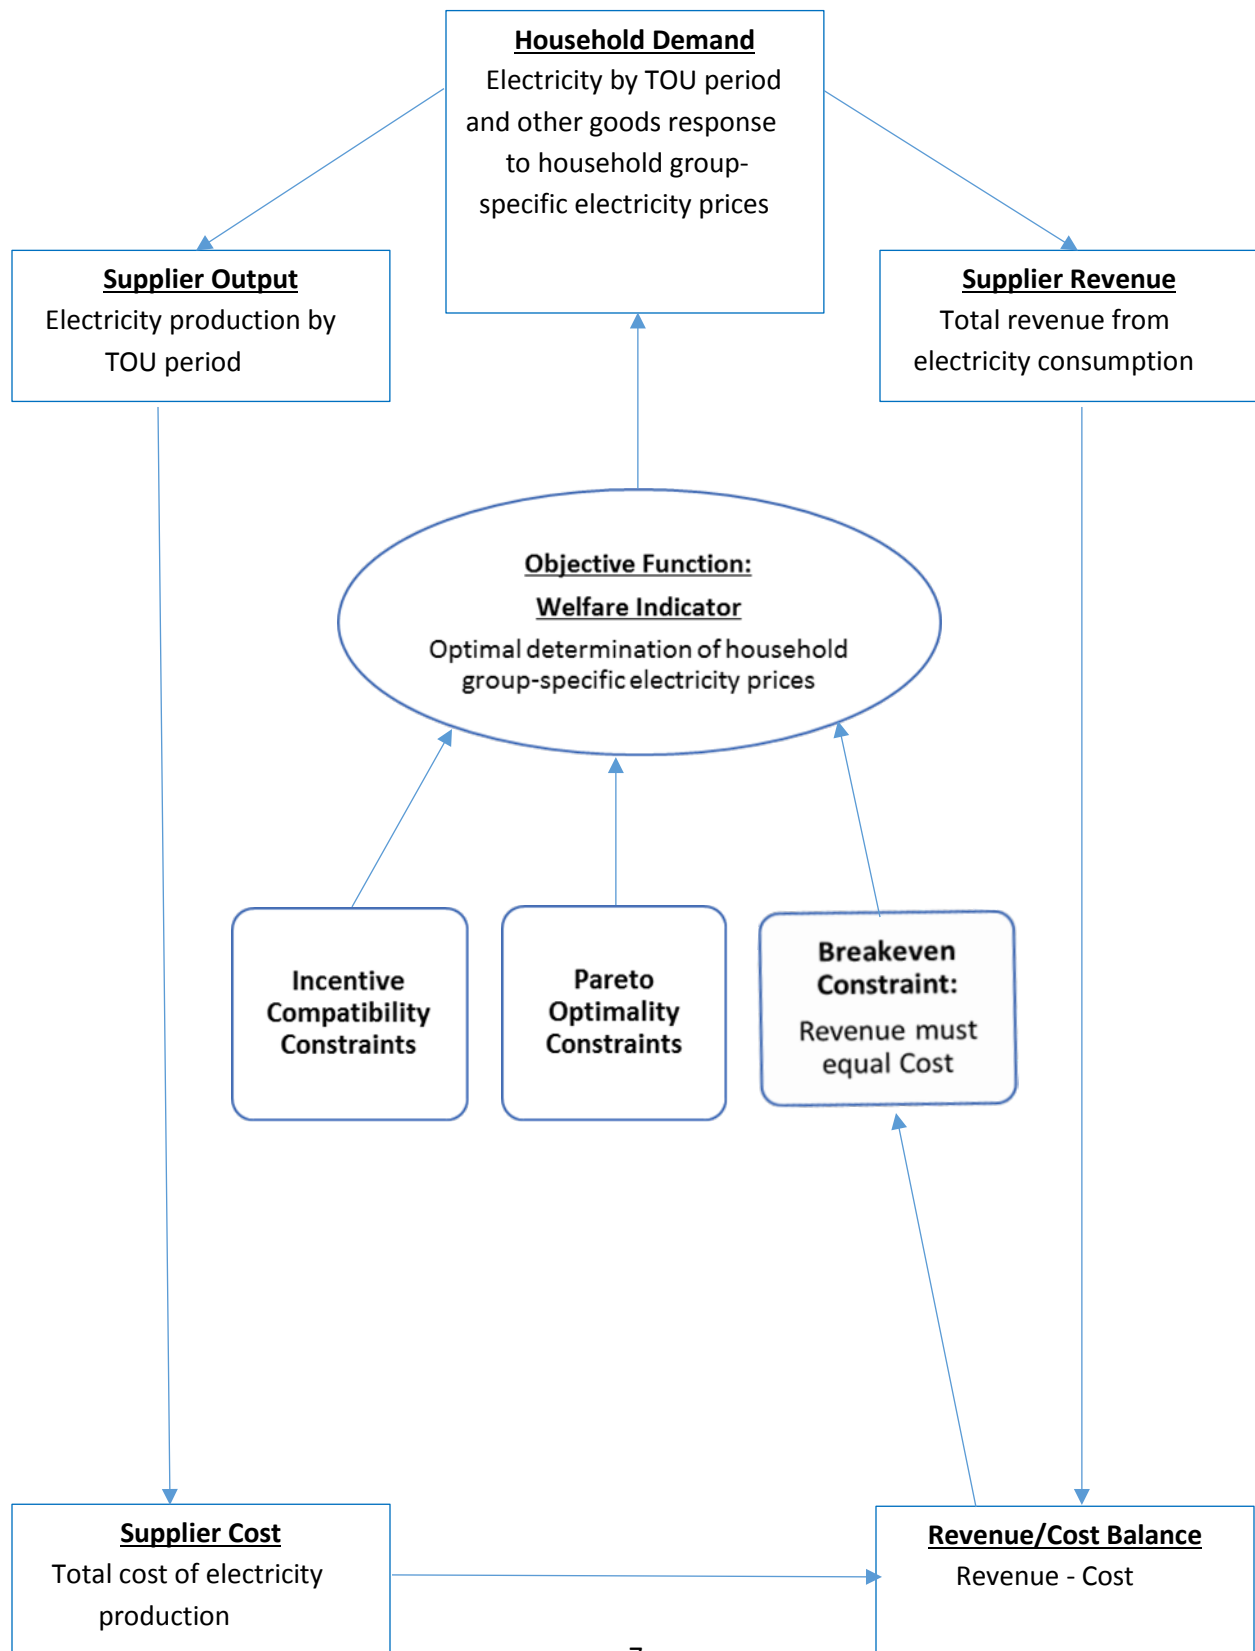 Household Demand
Electricity by TOU period
and other goods response
to household group-
specific electricity prices
Supplier Output
Electricity production by
TOU period
Supplier Revenue
Total revenue from
electricity consumption
Objective Function:
Welfare Indicator
Optimal determination of household
group-specific electricity prices
Incentive
Compatibility
Constraints
Pareto
Optimality
Constraints
Breakeven
Constraint:
Revenue must
equal Cost
Supplier Cost
Total cost of electricity
production
Revenue/Cost Balance
Revenue - Cost